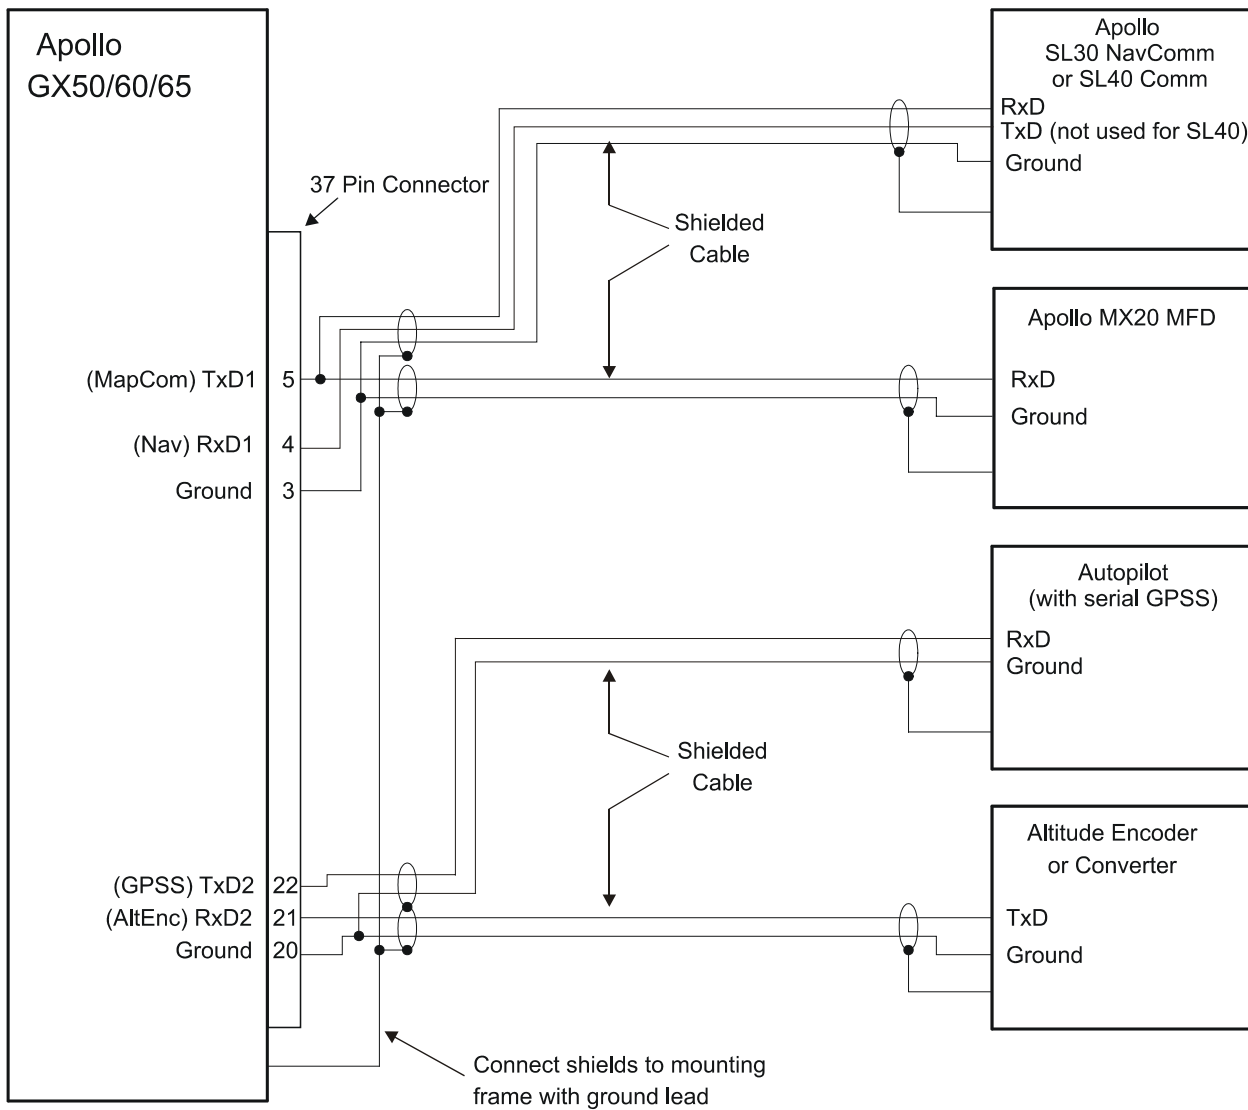 Apollo
GX50/60/65
37 Pin Connector
(MapCom) TxD1 5
(Nav) RxD1 4
Ground 3
(GPSS) TxD2 22
(AltEnc) RxD2 21
Ground 20
Shielded
Cable
Shielded
Cable
Connect shields to mounting
frame with ground lead
Apollo
SL30 NavComm
or SL40 Comm
RxD
TxD (not used for SL40)
Ground
Apollo MX20 MFD
RxD
Ground
Autopilot
(with serial GPSS)
RxD
Ground
Altitude Encoder
or Converter
TxD
Ground